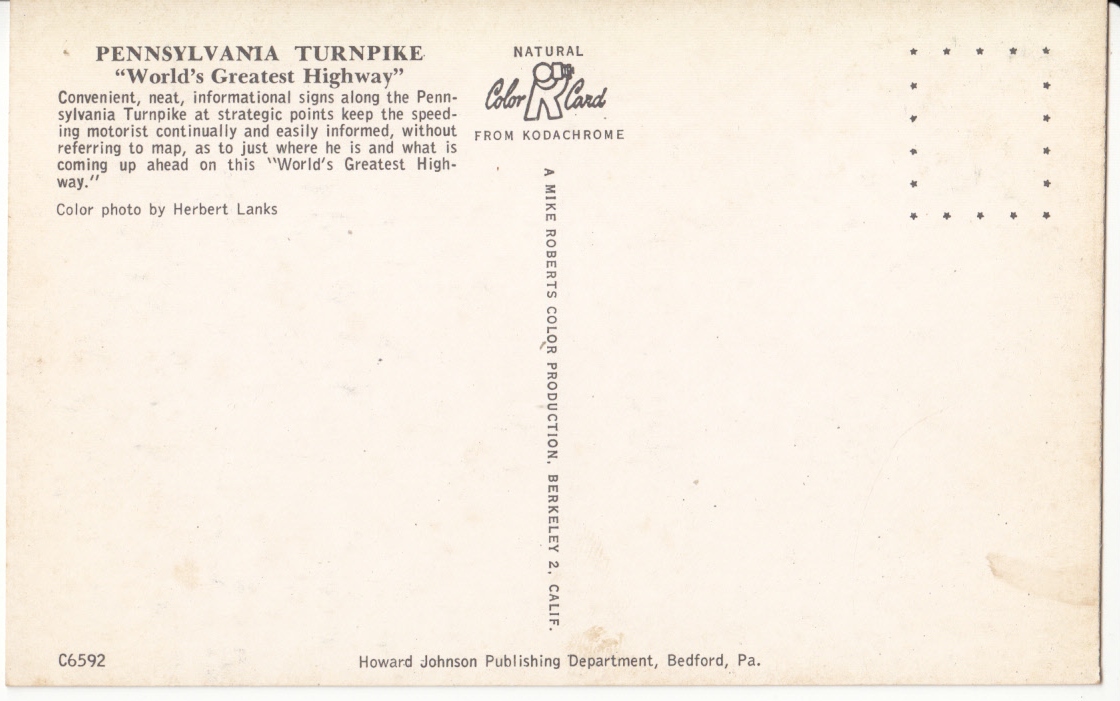 PENNSYLVANIA TURNPIKE
“World’s Greatest Highway”
Convenient, neat, informational signs along the Penn-
sylvania Turnpike at strategic points keep the speed-
ing motorist continually and easily informed, without
referring to map, as to just where he is and what is
coming up ahead on this “World’s Greatest High-
way.”
Color photo by Herbert Lanks
NATURAL
Color R Card
FROM KODACHROME
A MIKE ROBERTS COLOR PRODUCTION, BERKELEY 2, CALIF.
C6592
Howard Johnson Publishing Department, Bedford, Pa.